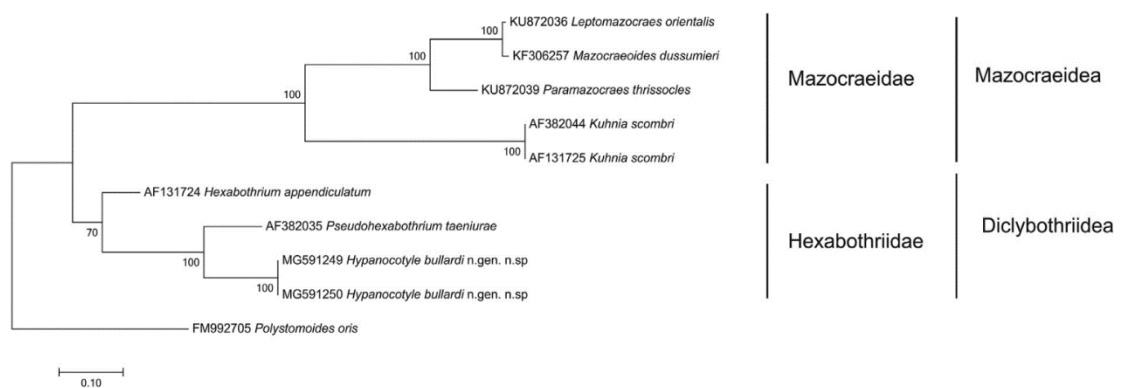 KU872036 Leptomazocraes orientalis
100
KF306257 Mazocraeoides dussumieri
100
Mazocraeidae
Mazocraeidea
KU872039 Paramazocraes thrissocles
100
AF382044 Kuhnia scombri
100
AF131725 Kuhnia scombri
AF131724 Hexabothrium appendiculatum
70
AF382035 Pseudohexabothrium taeniurae
Hexabothriidae
Diclybothriidea
100
MG591249 Hypanocotyle bullardi n.gen. n.sp
100
MG591250 Hypanocotyle bullardi n.gen. n.sp
FM992705 Polystomoides oris
0.10